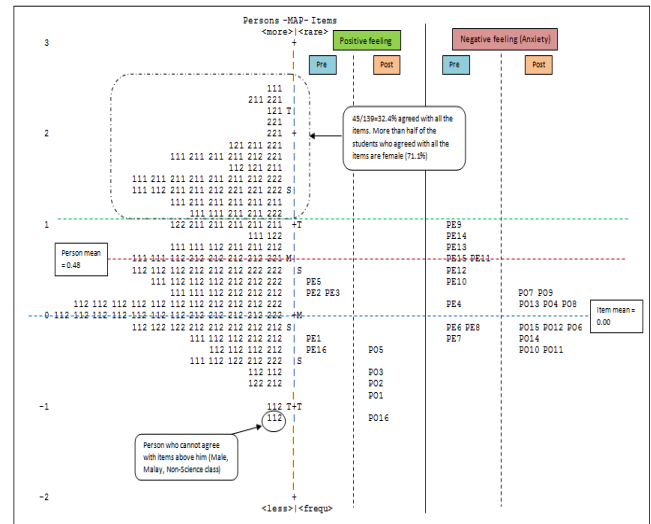 Persons -MAP- Items
<more>|<rare>
3 +
Positive feeling Negative feeling (Anxiety)
Pre Post Pre Post
111
211 221
121 T|
221
2 221 +
121 211 221
111 211 211 211 212 221
112 121 211
111 211 211 211 211 212 222
111 112 211 211 212 221 221 222 S|
111 211 211 211 211
111 111 211 211
45/139=32.4% agreed with all the
items. More than half of the
students who agreed with all the
items are female (71.1%)
1 122 211 211 211 211 211 +T PE9
111 122 PE14
111 111 112 211 211 212 PE13
Person mean
= 0.48
111 111 112 212 212 212 212 221 M| PE15 PE11
112 112 112 212 212 212 222 222 |S PE12
111 112 112 211 212 212 222 PE5 PE10
111 111 112 212 212 212 PE2 PE3 PO7 PO9
112 112 112 112 112 112 212 212 212 222 PE4 PO13 PO4 PO8
0 112 112 112 112 112 112 212 212 212 212 222 +M
Item mean =
0.00
112 122 122 212 212 212 212 212 S| PE6 PE8 PO15 PO12 PO6
111 112 112 212 212 PE1 PE7 PO14
112 112 112 212 PE16 PO5 PO10 PO11
111 112 122 212 222 |S
112 112 PO3
122 212 PO2
PO1
-1 112 T+T
112 PO16
Person who cannot agree
with items above him (Male,
Malay, Non-Science class)
-2 +
<less>|<frequ>